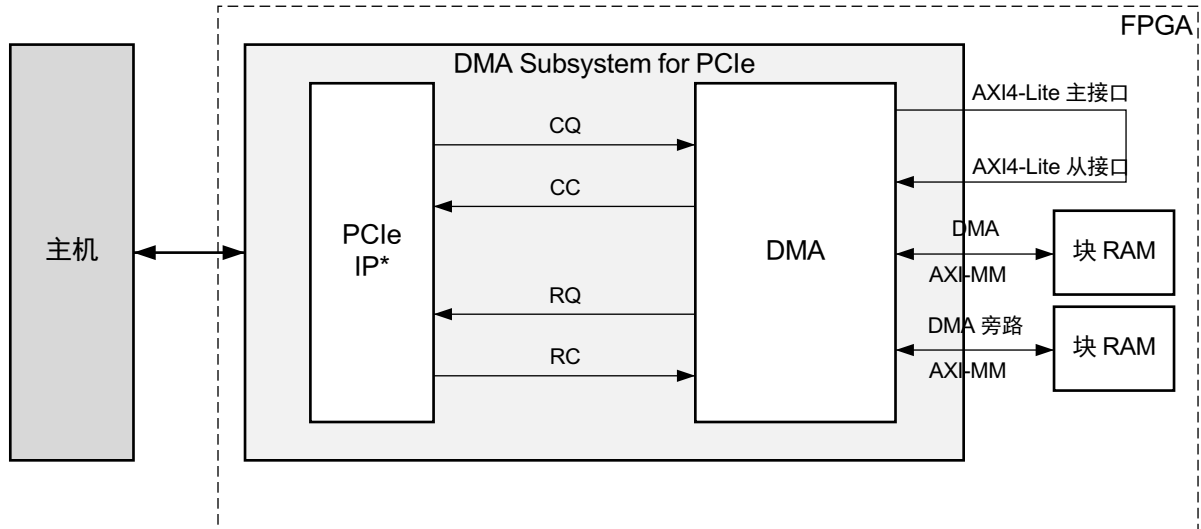 FPGA
DMA Subsystem for PCIe
AXI4-Lite 主接口
CQ
AXI4-Lite 从接口
CC
主机
PCIe
IP*
DMA
DMA
AXI-MM
块 RAM
RQ
DMA 旁路
AXI-MM
块 RAM
RC